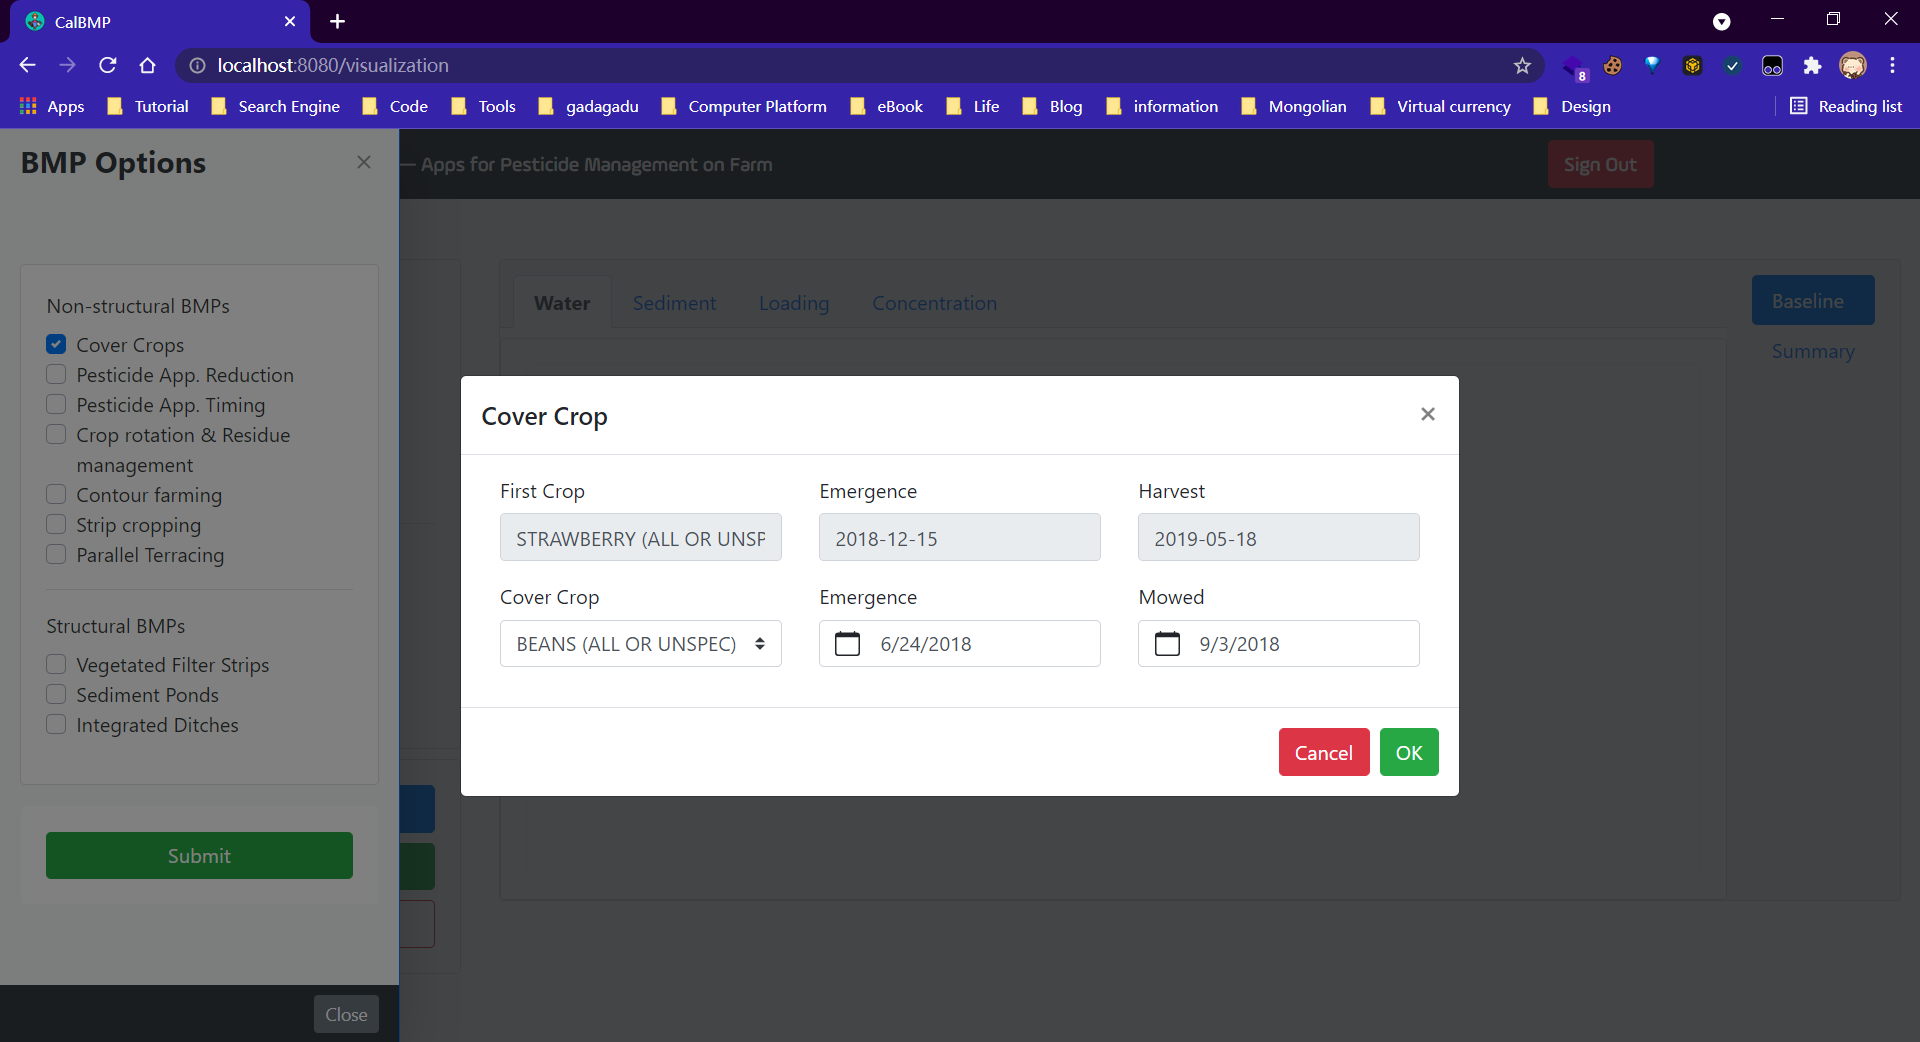 CalBMP
localhost:8080/visualization
8
Apps
Tutorial
Search Engine
Code
Tools
gadagadu
Computer Platform
eBook
Life
Blog
information
Mongolian
Virtual currency
Design
Reading list
BMP Options
— Apps for Pesticide Management on Farm
Sign Out
Non-structural BMPs
Cover Crops
Pesticide App. Reduction
Pesticide App. Timing
Crop rotation & Residue
management
Contour farming
Strip cropping
Parallel Terracing
Structural BMPs
Vegetated Filter Strips
Sediment Ponds
Integrated Ditches
Submit
Close
Water
Sediment
Loading
Concentration
Baseline
Summary
Cover Crop
First Crop
Emergence
Harvest
STRAWBERRY (ALL OR UNSP
2018-12-15
2019-05-18
Cover Crop
Emergence
Mowed
BEANS (ALL OR UNSPEC)
6/24/2018
9/3/2018
Cancel
OK